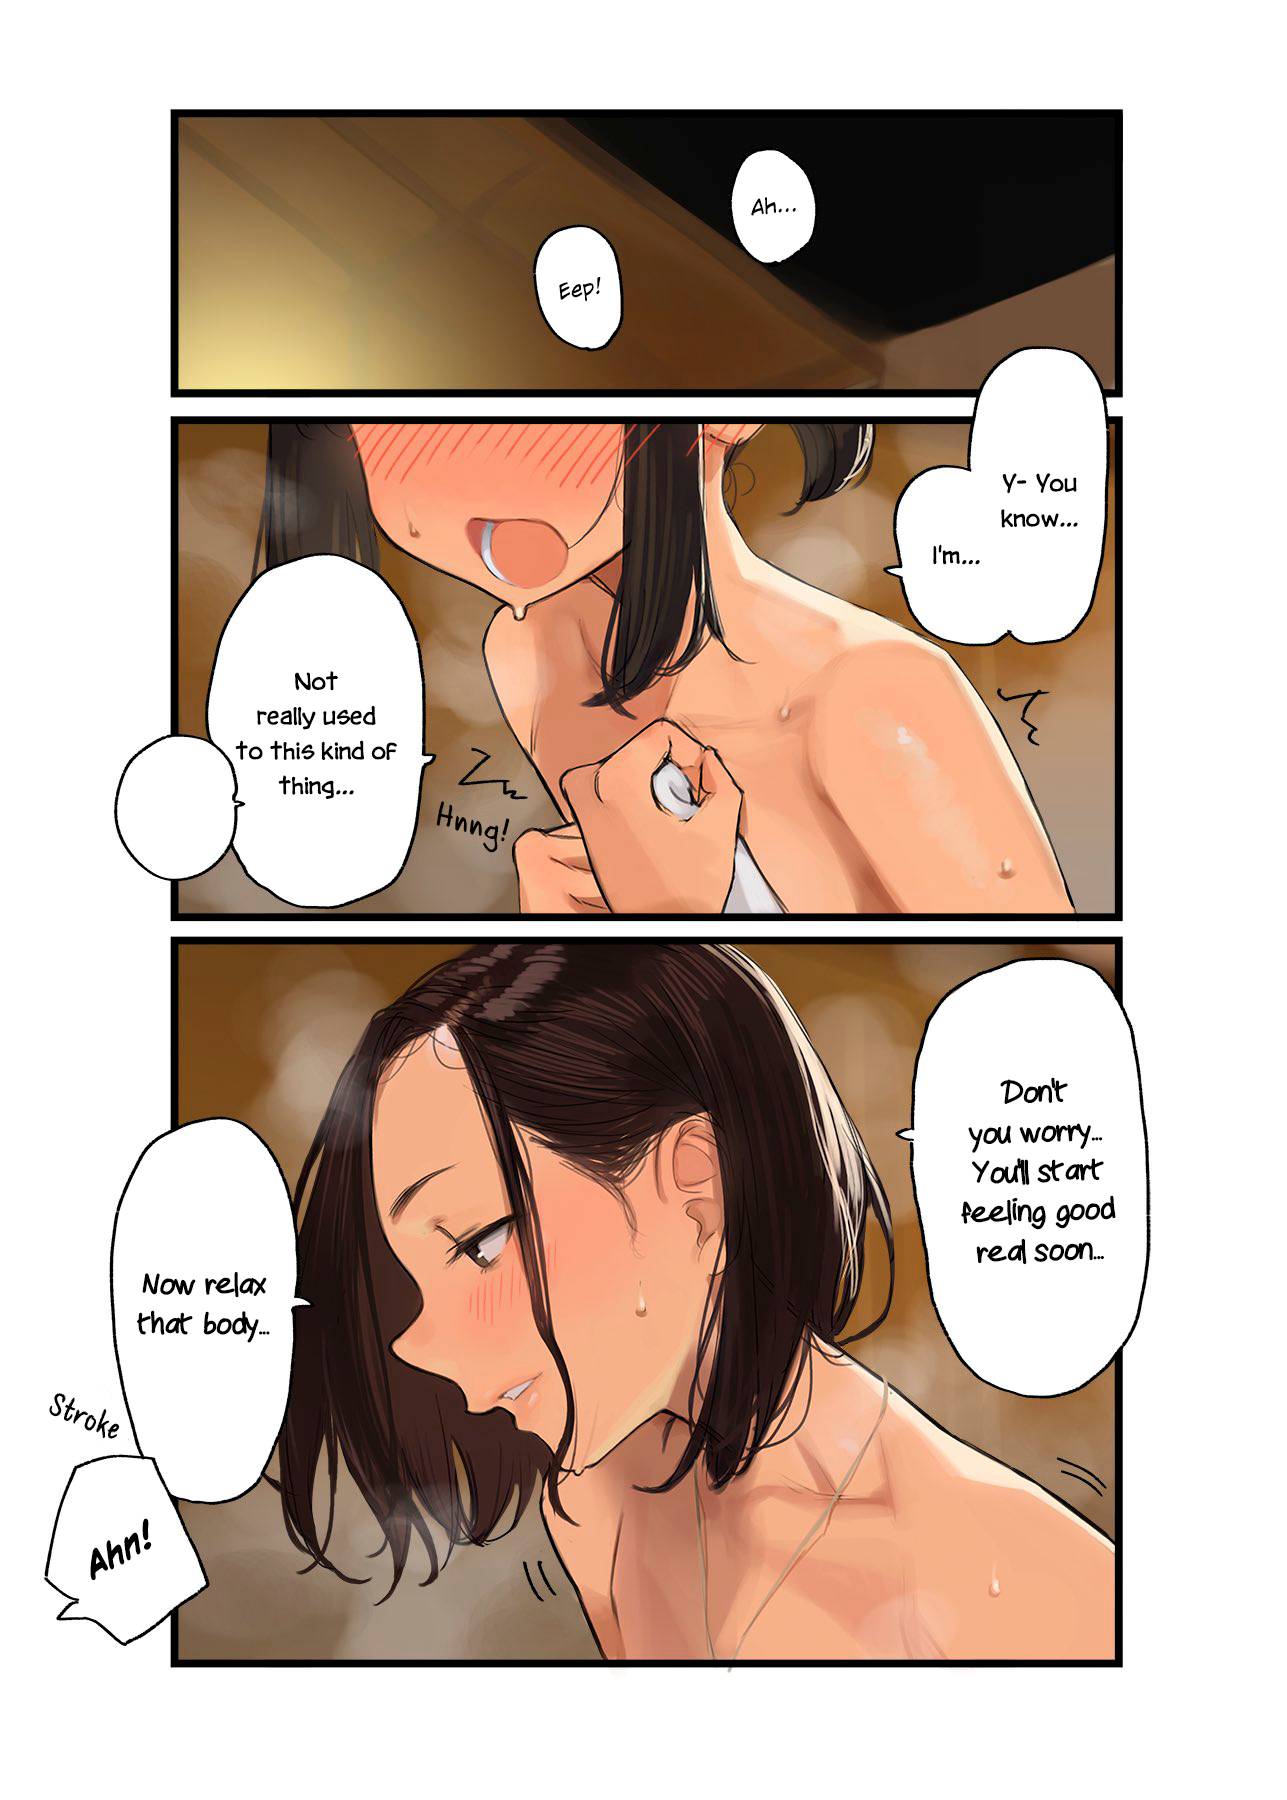 Ah...
Eep!
Y- You
know...
I'm...
Not
really used
to this kind of
thing...
Hnng!
Don't
you worry...
You'll start
feeling good
real soon...
Now relax
that body...
Stroke
Ahn!